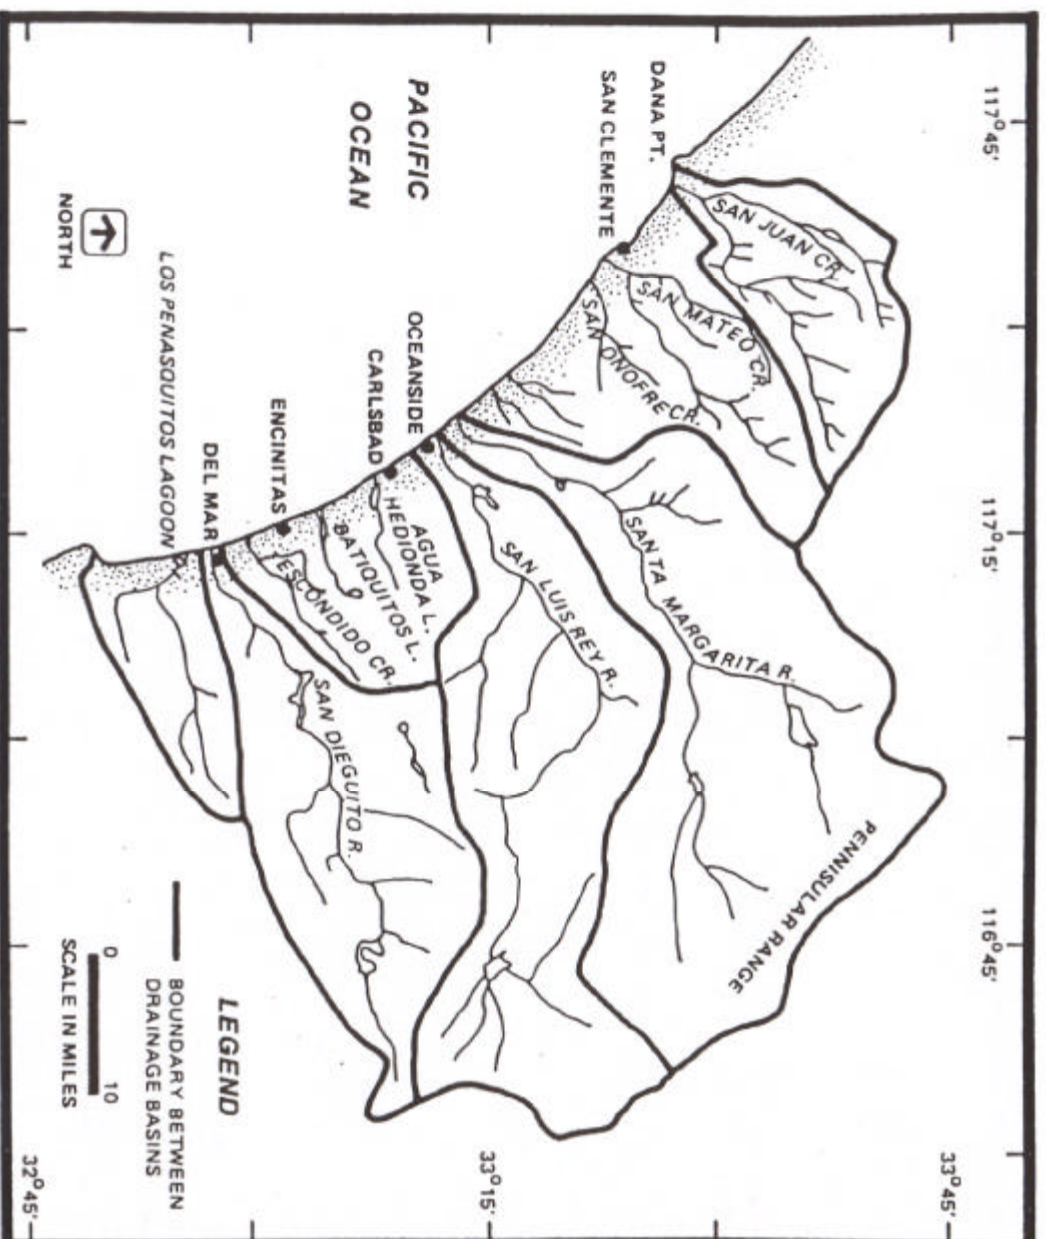 117°45'
117°15'
116°45'
33°45'
33°15'
32°45'
DANA PT.
SAN CLEMENTE
PACIFIC
OCEAN
SAN JUAN CR.
SAN MATEO CR.
SAN ONOFRE CR.
OCEANSIDE
CARLSBAD
ENCINITAS
DEL MAR
LOS PENASQUITOS LAGOON
NORTH
SANTA MARGARITA R.
SAN LUIS REY R.
AGUA
HEDIONDA L.
BATIQUITOS L.
ESCONDIDO CR.
SAN DIEGUITO R.
PENNISULAR RANGE
LEGEND
BOUNDARY BETWEEN
DRAINAGE BASINS
0 10
SCALE IN MILES